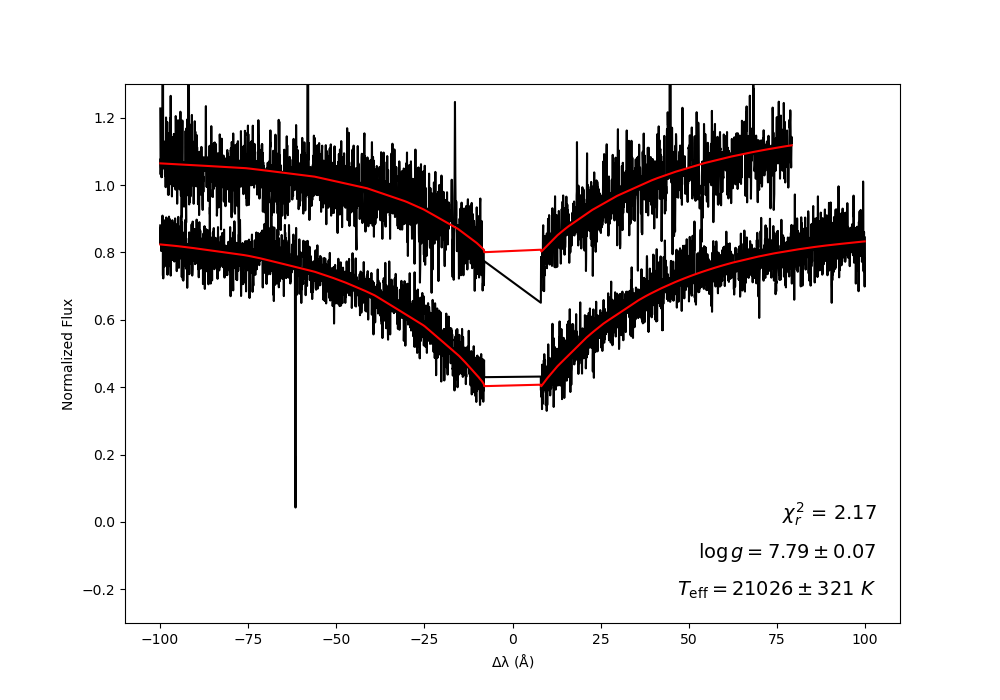 1.2
1.0
0.8
0.6
0.4
0.2
0.0
−0.2
Normalized Flux
χ²ᵣ = 2.17
log g = 7.79 ± 0.07
T_eff = 21026 ± 321 K
−100 −75 −50 −25 0 25 50 75 100
Δλ (Å)